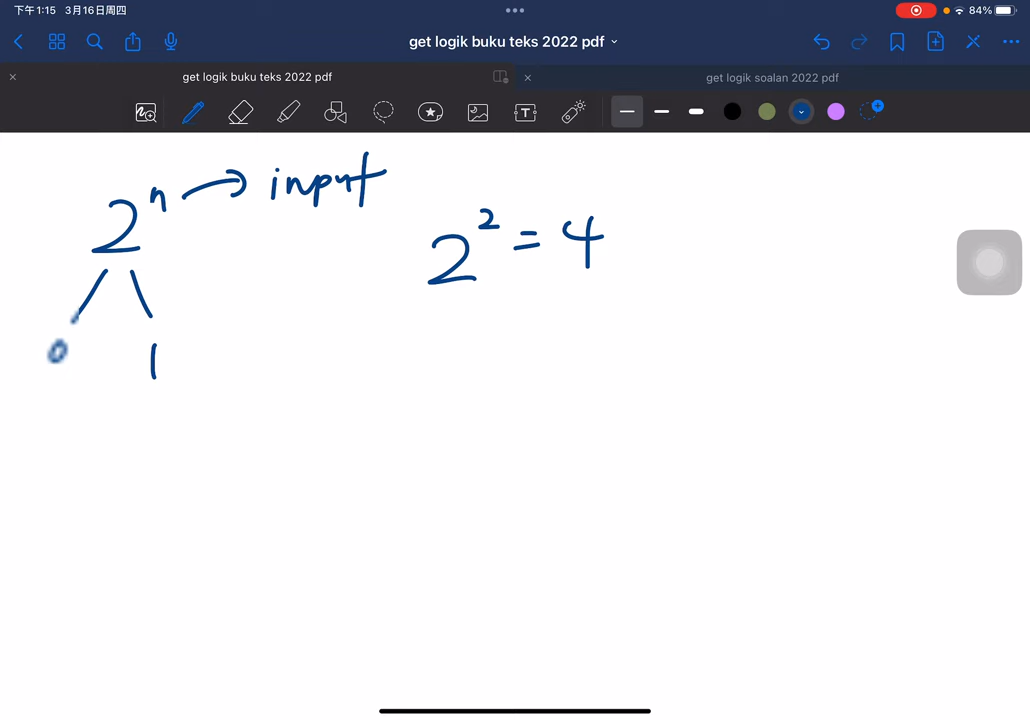 下午1:15 3月16日周四
84%
get logik buku teks 2022 pdf
get logik buku teks 2022 pdf
get logik soalan 2022 pdf
2ⁿ → input
2² = 4
0 1